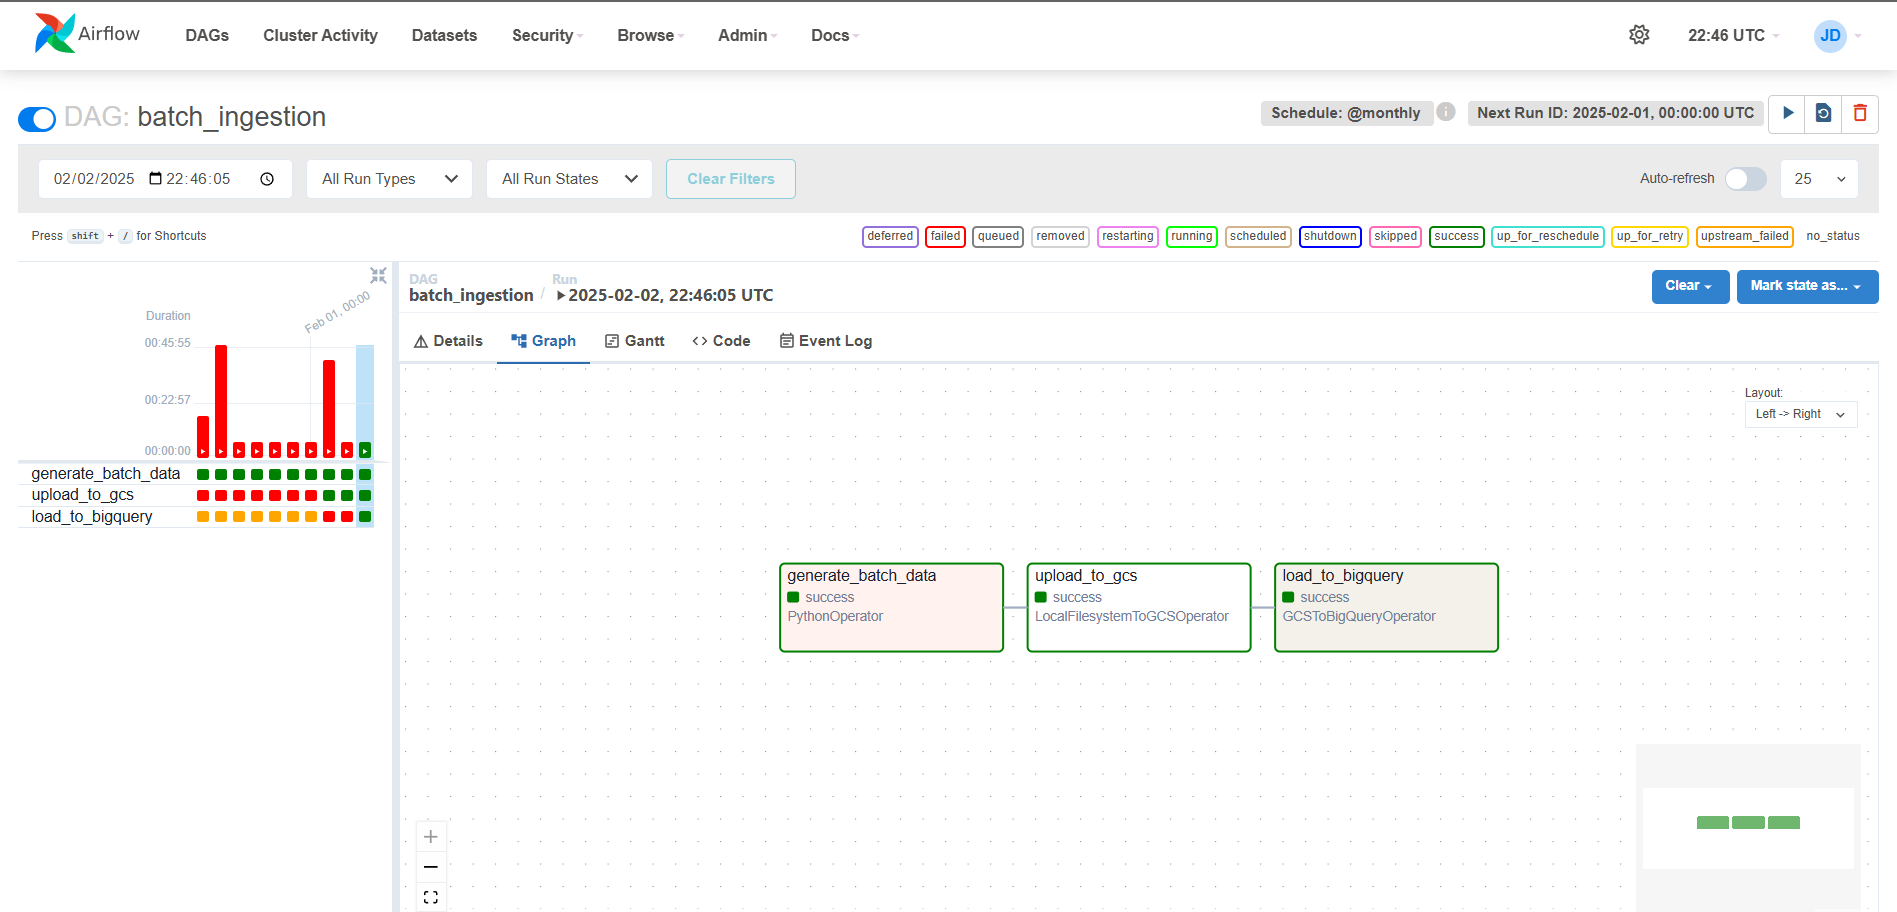 Airflow DAGs Cluster Activity Datasets Security Browse Admin Docs 22:46 UTC JD
DAG: batch_ingestion Schedule: @monthly i Next Run ID: 2025-02-01, 00:00:00 UTC
02/02/2025 22:46:05 All Run Types All Run States Clear Filters Auto-refresh 25
Press shift + / for Shortcuts deferred failed queued removed restarting running scheduled shutdown skipped success up_for_reschedule up_for_retry upstream_failed no_status
DAG Run
batch_ingestion / 2025-02-02, 22:46:05 UTC Clear Mark state as...
Feb 01, 00:00
Duration
00:45:55
00:22:57
00:00:00
generate_batch_data
upload_to_gcs
load_to_bigquery
Details Graph Gantt Code Event Log
Layout:
Left -> Right
generate_batch_data
success
PythonOperator
upload_to_gcs
success
LocalFilesystemToGCSOperator
load_to_bigquery
success
GCSToBigQueryOperator